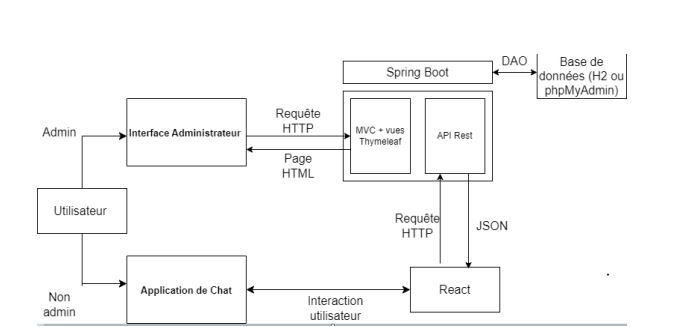 DAO
Base de
données (H2 ou
phpMyAdmin)
Spring Boot
Requête
HTTP
Admin
Interface Administrateur
MVC + vues
Thymeleaf
API Rest
Page
HTML
Utilisateur
Requête
HTTP
JSON
Non
admin
Application de Chat
Interaction
utilisateur
React